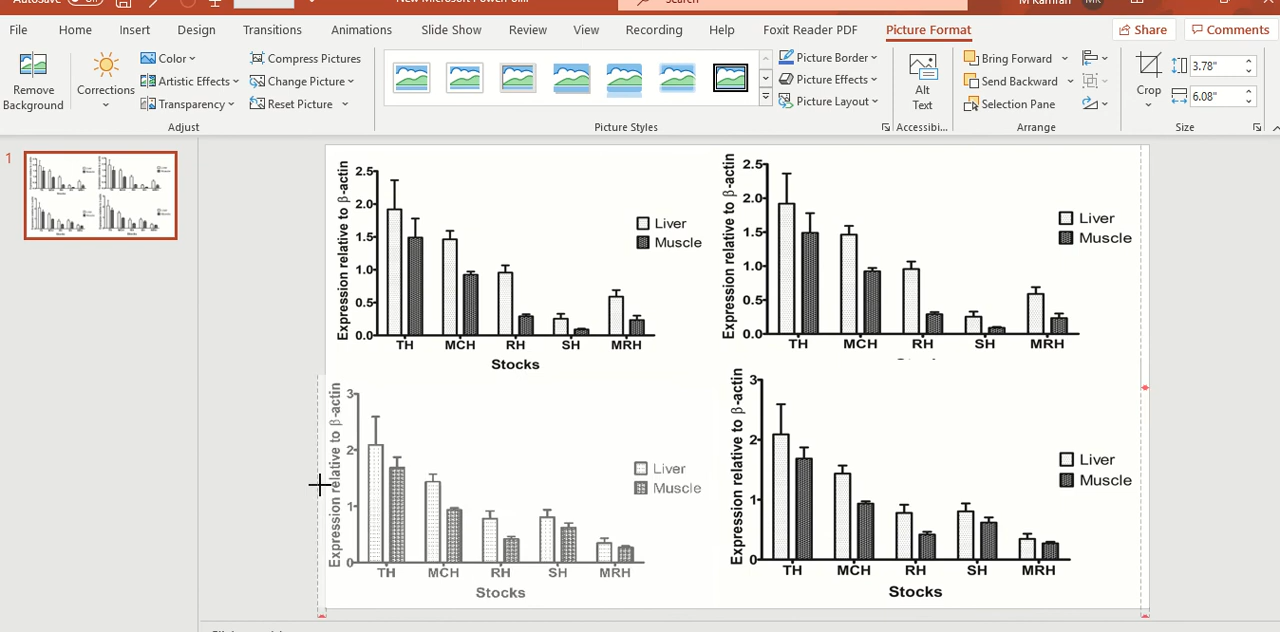 AutoSave Off
New Microsoft PowerP...
Search
M Kamran MK
File Home Insert Design Transitions Animations Slide Show Review View Recording Help Foxit Reader PDF Picture Format Share Comments
Remove Background
Corrections
Color
Artistic Effects
Transparency
Compress Pictures
Change Picture
Reset Picture
Adjust
Picture Styles
Picture Border
Picture Effects
Picture Layout
Alt Text
Accessibi...
Bring Forward
Send Backward
Selection Pane
Arrange
Crop
3.78"
6.08"
Size
1
Expression relative to β-actin
2.5
2.0
1.5
1.0
0.5
0.0
TH MCH RH SH MRH
Stocks
Liver
Muscle
Expression relative to β-actin
2.5
2.0
1.5
1.0
0.5
0.0
TH MCH RH SH MRH
Liver
Muscle
Expression relative to β-actin
3
2
1
0
TH MCH RH SH MRH
Stocks
Liver
Muscle
Expression relative to β-actin
3
2
1
0
TH MCH RH SH MRH
Stocks
Liver
Muscle